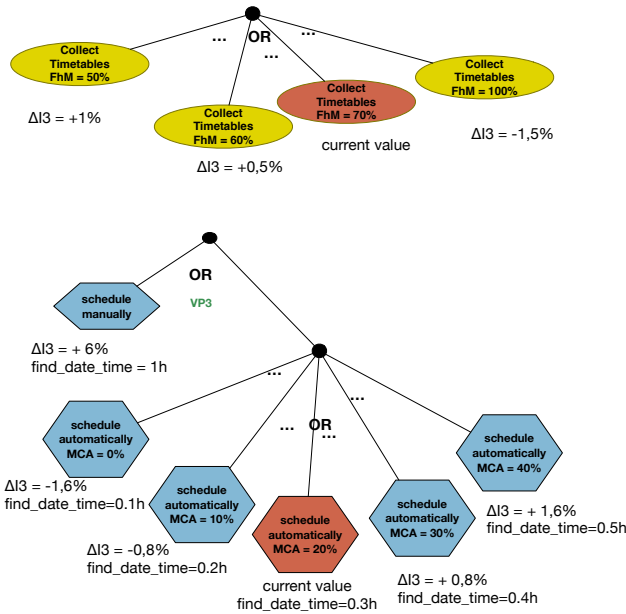 ... OR ...
...
Collect
Timetables
FhM = 50%
ΔI3 = +1%
Collect
Timetables
FhM = 60%
ΔI3 = +0,5%
Collect
Timetables
FhM = 70%
current value
Collect
Timetables
FhM = 100%
ΔI3 = -1,5%
OR
VP3
schedule
manually
ΔI3 = + 6%
find_date_time = 1h
...
...
... OR
...
schedule
automatically
MCA = 0%
ΔI3 = -1,6%
find_date_time=0.1h
schedule
automatically
MCA = 10%
ΔI3 = -0,8%
find_date_time=0.2h
schedule
automatically
MCA = 20%
current value
find_date_time=0.3h
schedule
automatically
MCA = 30%
ΔI3 = + 0,8%
find_date_time=0.4h
schedule
automatically
MCA = 40%
ΔI3 = + 1,6%
find_date_time=0.5h